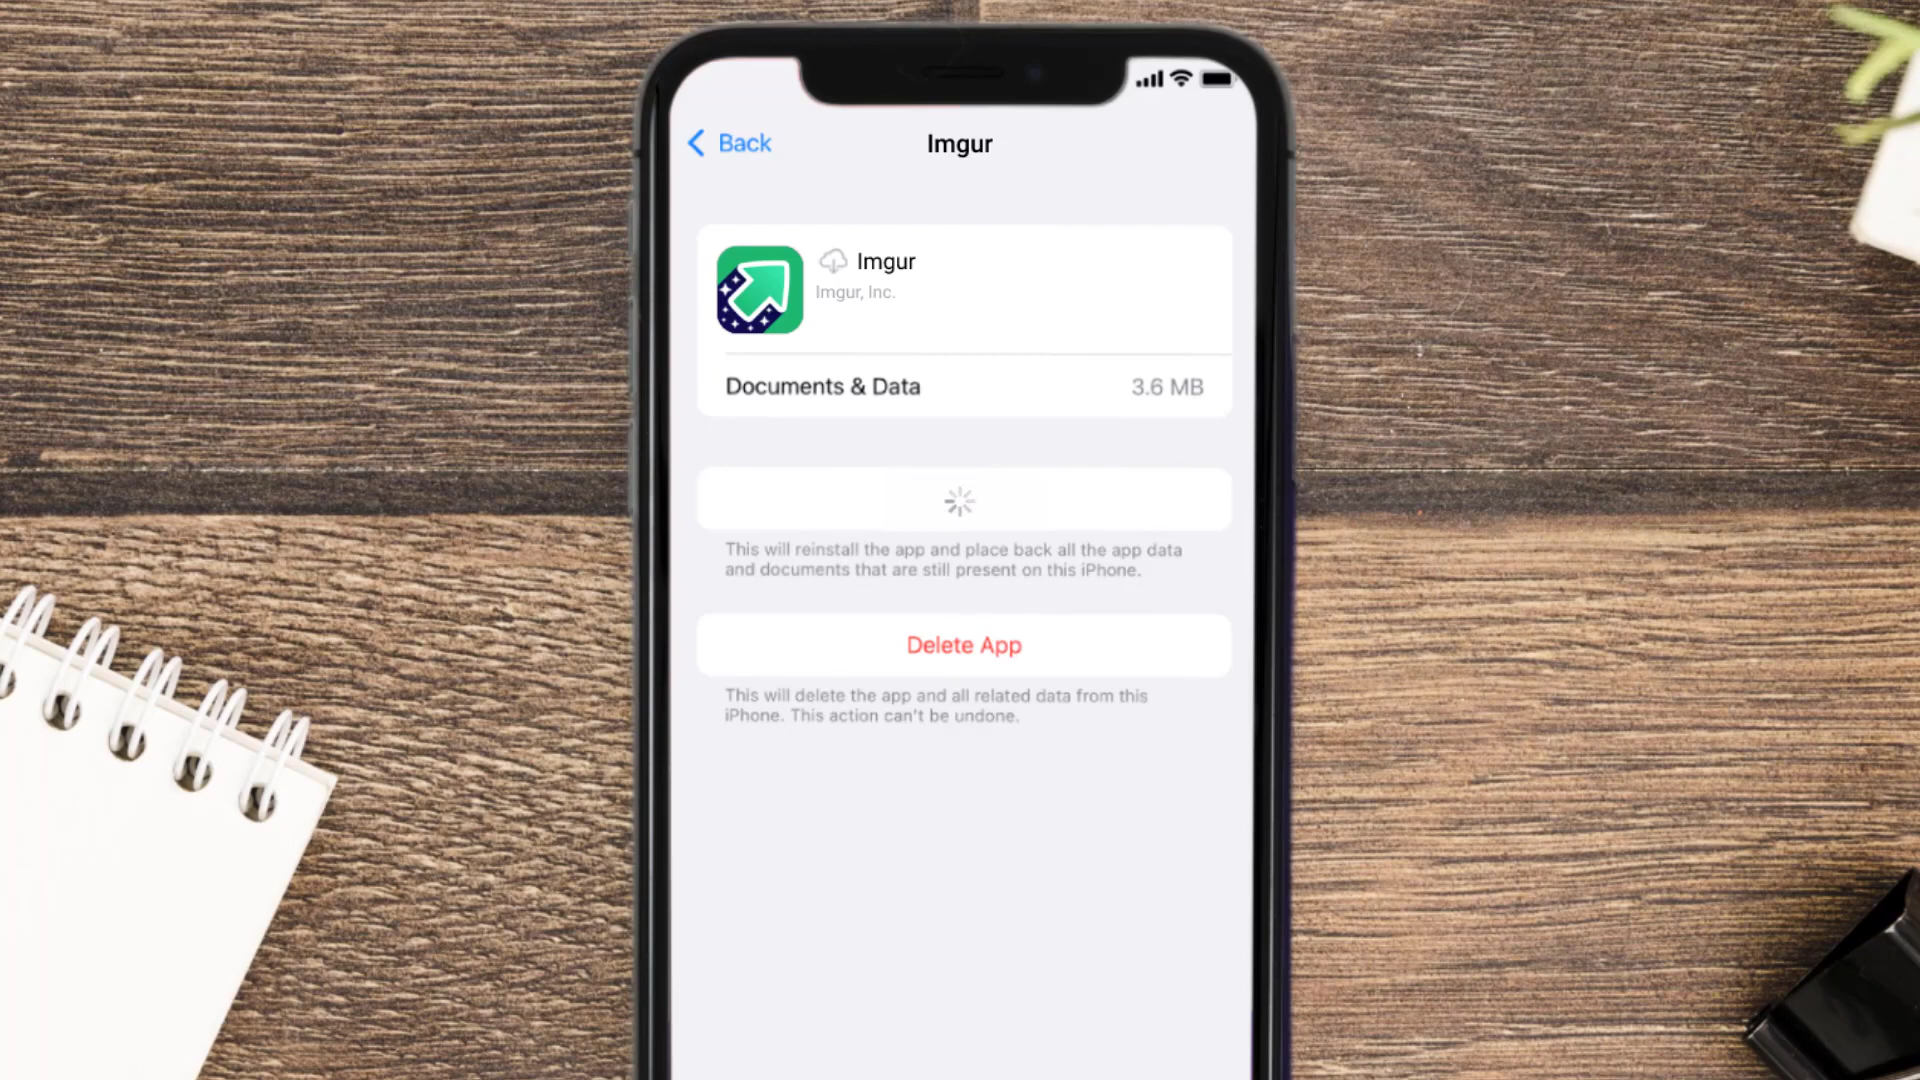 Back
Imgur
Imgur
Imgur, Inc.
Documents & Data
3.6 MB
This will reinstall the app and place back all the app data
and documents that are still present on this iPhone.
Delete App
This will delete the app and all related data from this
iPhone. This action can't be undone.